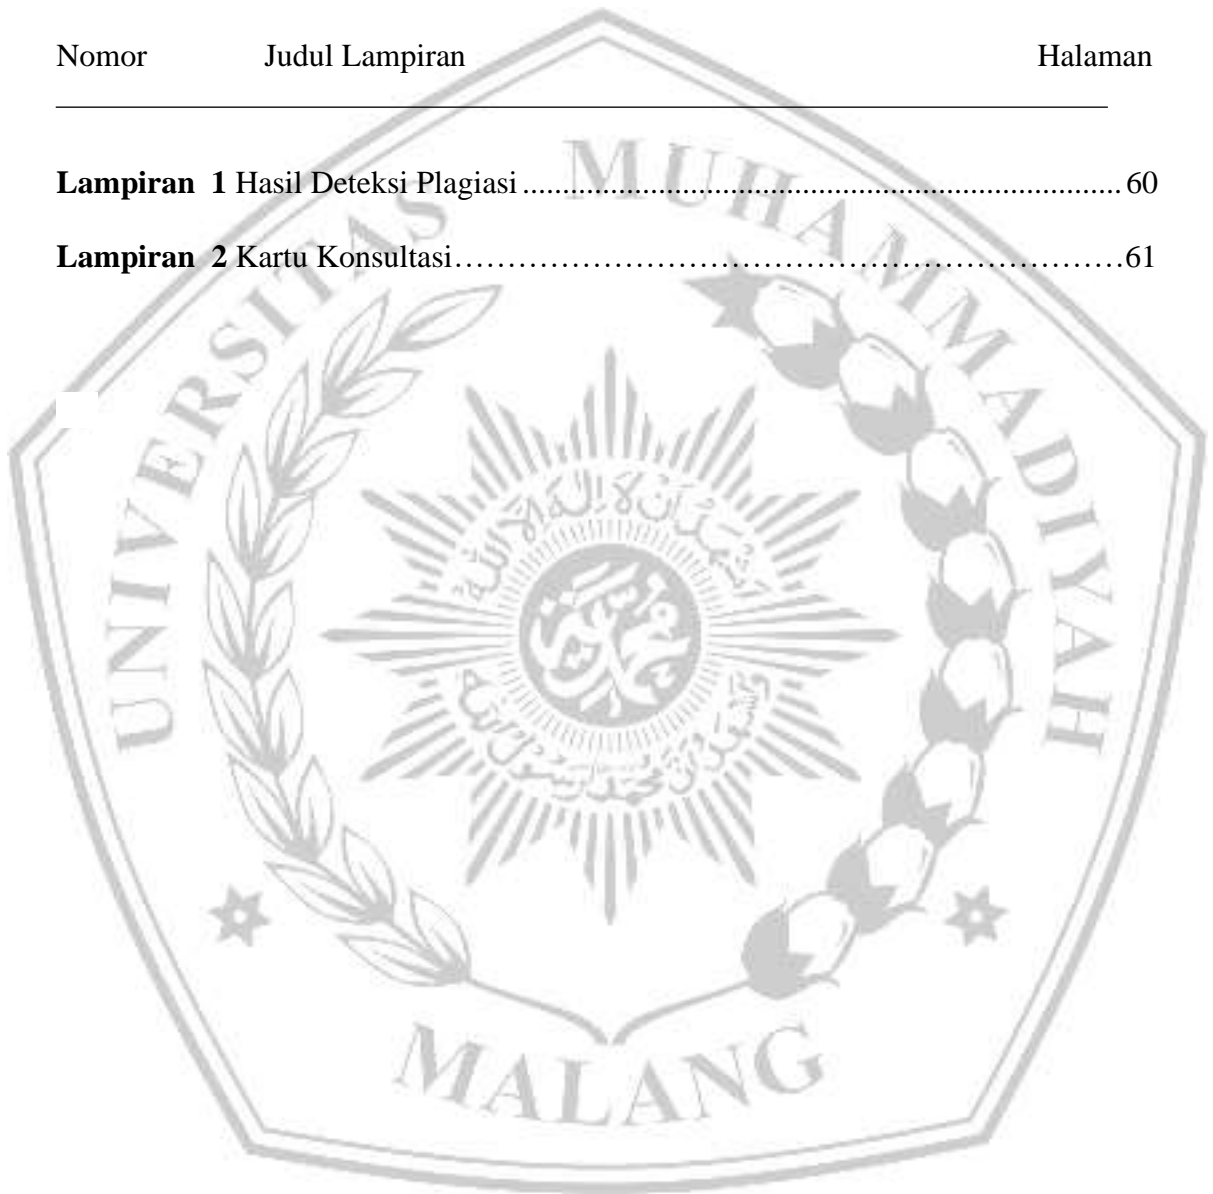 Nomor Judul Lampiran Halaman
Lampiran 1 Hasil Deteksi Plagiasi........................................................................... 60
Lampiran 2 Kartu Konsultasi……………………………………………………….61
UNIVERSITAS MUHAMMADIYAH
MALANG